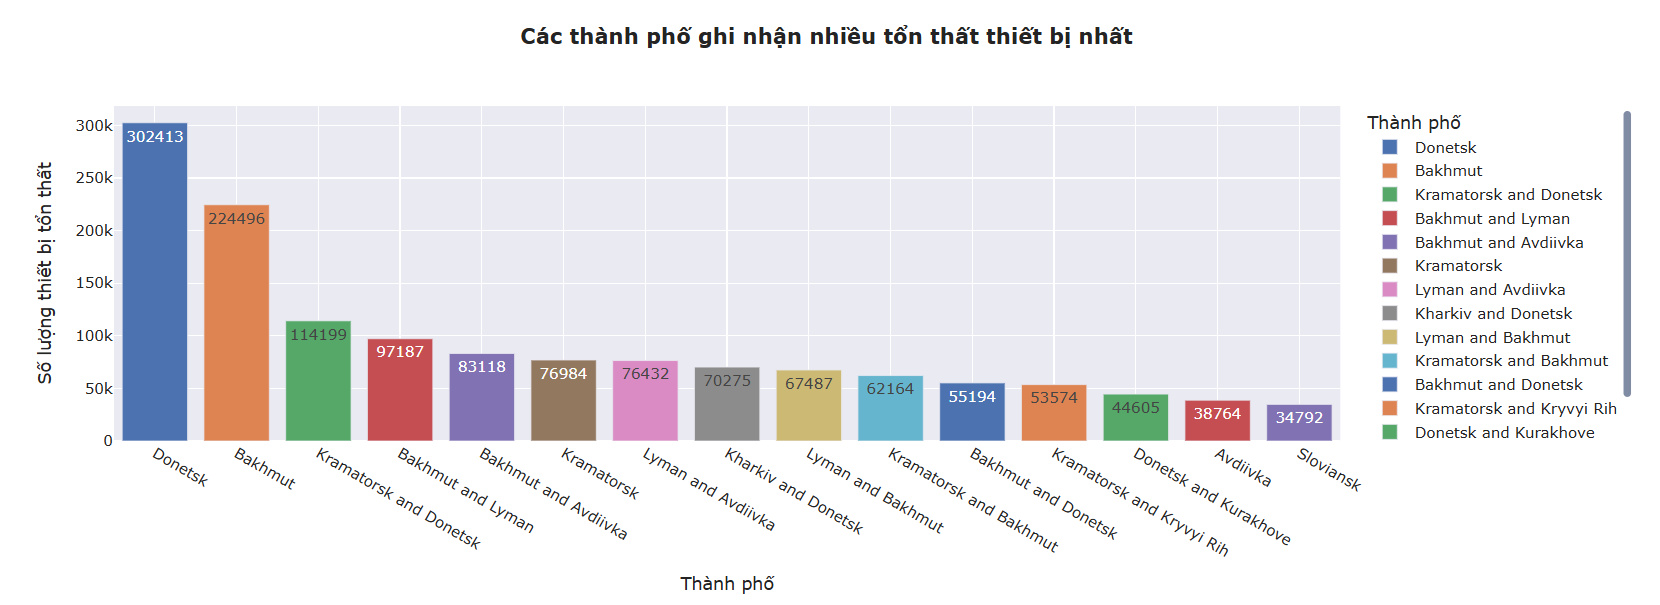 Các thành phố ghi nhận nhiều tổn thất thiết bị nhất
Số lượng thiết bị tổn thất
300k
250k
200k
150k
100k
50k
0
302413
224496
114199
97187
83118
76984
76432
70275
67487
62164
55194
53574
44605
38764
34792
Donetsk
Bakhmut
Kramatorsk and Donetsk
Bakhmut and Lyman
Bakhmut and Avdiivka
Kramatorsk
Lyman and Avdiivka
Kharkiv and Donetsk
Lyman and Bakhmut
Kramatorsk and Bakhmut
Bakhmut and Donetsk
Kramatorsk and Kryvyi Rih
Donetsk and Kurakhove
Avdiivka
Sloviansk
Thành phố
Thành phố
Donetsk
Bakhmut
Kramatorsk and Donetsk
Bakhmut and Lyman
Bakhmut and Avdiivka
Kramatorsk
Lyman and Avdiivka
Kharkiv and Donetsk
Lyman and Bakhmut
Kramatorsk and Bakhmut
Bakhmut and Donetsk
Kramatorsk and Kryvyi Rih
Donetsk and Kurakhove